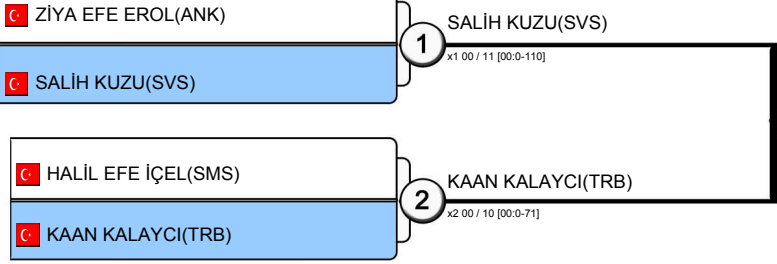 ZİYA EFE EROL(ANK)
SALİH KUZU(SVS)
1
SALİH KUZU(SVS)
x1 00 / 11 [00:0-110]
HALİL EFE İÇEL(SMS)
KAAN KALAYCI(TRB)
2
KAAN KALAYCI(TRB)
x2 00 / 10 [00:0-71]